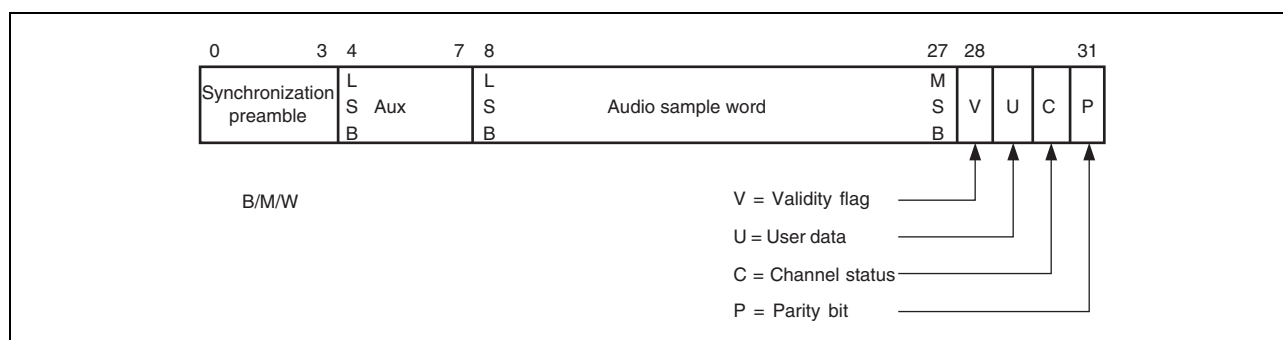 0 3 4 7 8 27 28 31
Synchronization
preamble
L
S
B
Aux
L
S
B
Audio sample word
M
S
B
V
U
C
P
B/M/W
V = Validity flag
U = User data
C = Channel status
P = Parity bit